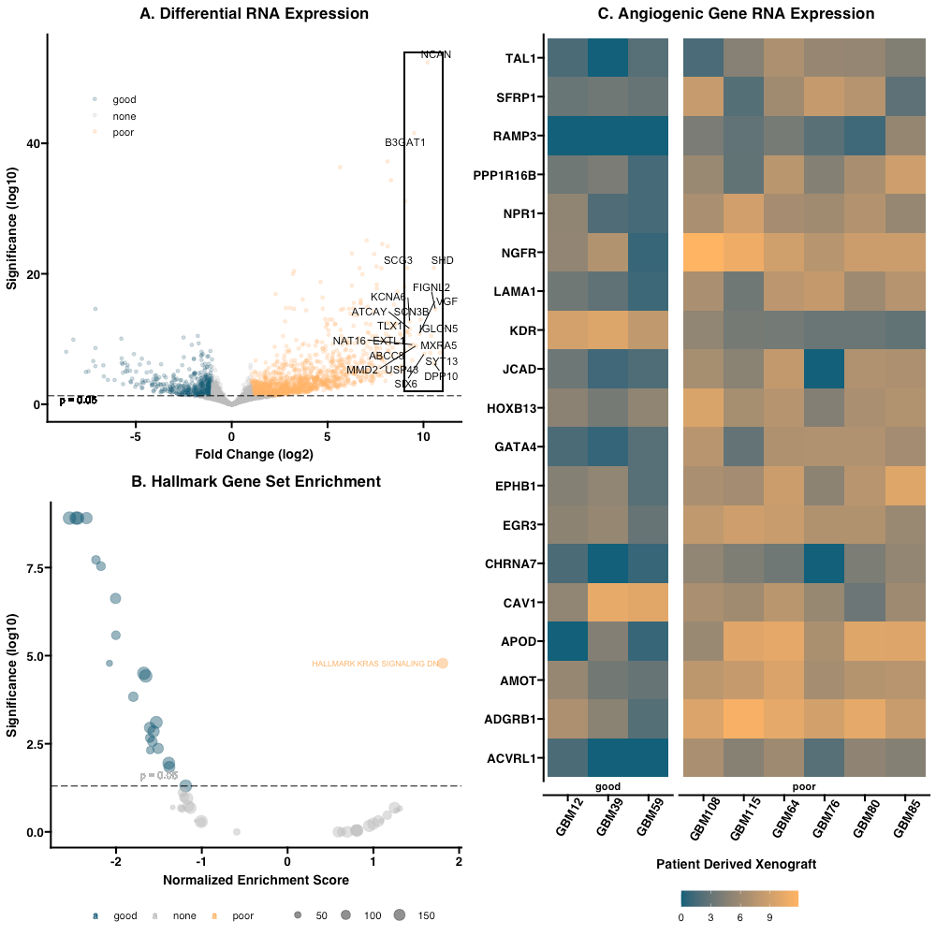 A. Differential RNA Expression
NCAN
good
none
poor
B3GAT1
SCG3
SHD
FIGNL2
KCNA6
VGF
ATCAY
SCN3B
TLX1
IGLON5
NAT16
EXTL1
MXRA5
ABCC8
SYT13
MMD2
USP43
DPP10
SIX6
p = 0.05
40
20
0
Significance (log10)
-5
0
5
10
Fold Change (log2)
B. Hallmark Gene Set Enrichment
HALLMARK KRAS SIGNALING DN
p = 0.05
7.5
5.0
2.5
0.0
Significance (log10)
-2
-1
0
1
2
Normalized Enrichment Score
a good a none a poor 50 100 150
C. Angiogenic Gene RNA Expression
TAL1
SFRP1
RAMP3
PPP1R16B
NPR1
NGFR
LAMA1
KDR
JCAD
HOXB13
GATA4
EPHB1
EGR3
CHRNA7
CAV1
APOD
AMOT
ADGRB1
ACVRL1
good
poor
GBM12
GBM39
GBM59
GBM108
GBM115
GBM64
GBM76
GBM80
GBM85
Patient Derived Xenograft
0 3 6 9